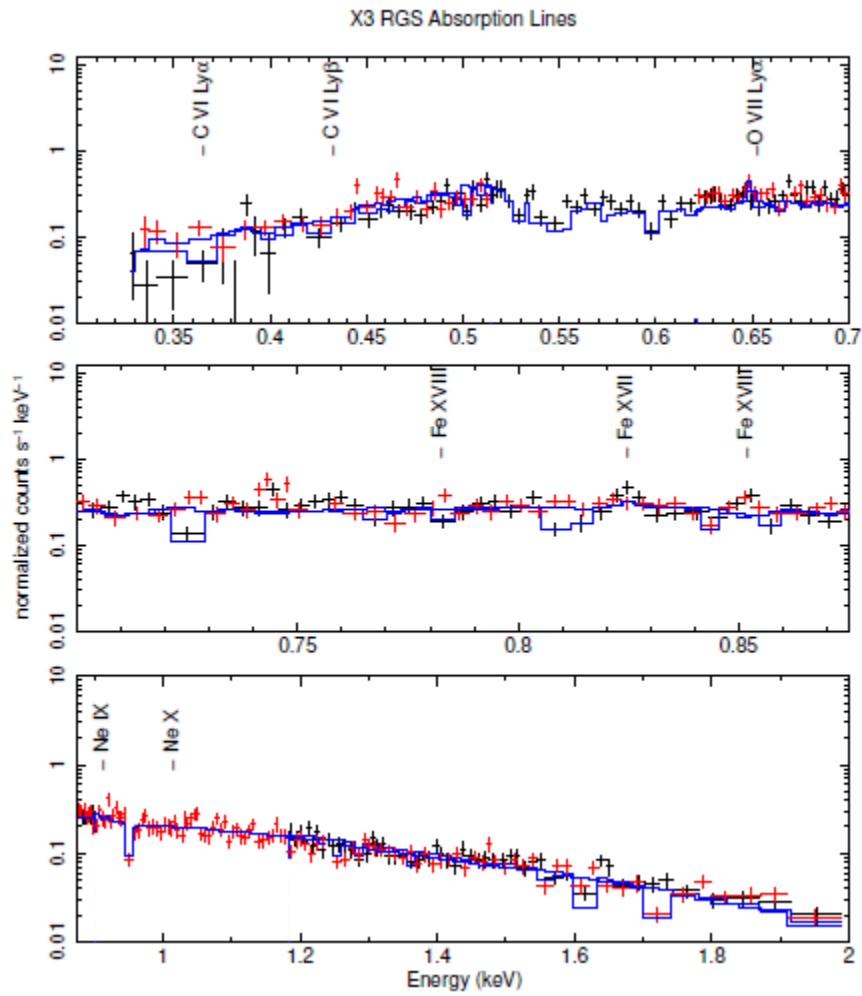 X3 RGS Absorption Lines
10
1
0.1
0.01
– C VI Lyα
– C VI Lyβ
–O VII Lyα
0.35 0.4 0.45 0.5 0.55 0.6 0.65 0.7
normalized counts s⁻¹ keV⁻¹
10
1
0.1
0.01
– Fe XVIII
– Fe XVII
– Fe XVIII
0.75 0.8 0.85
10
1
0.1
0.01
– Ne IX
– Ne X
1 1.2 1.4 1.6 1.8 2
Energy (keV)